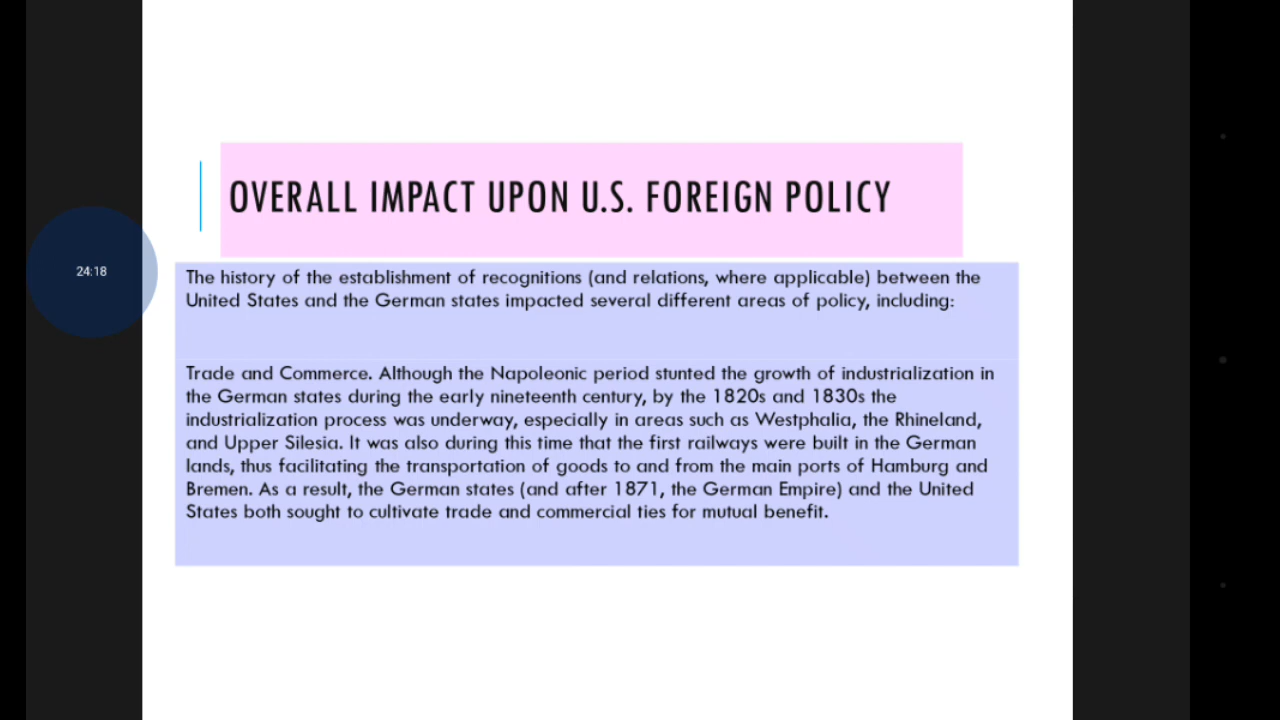 OVERALL IMPACT UPON U.S. FOREIGN POLICY
24:18
The history of the establishment of recognitions (and relations, where applicable) between the
United States and the German states impacted several different areas of policy, including:
Trade and Commerce. Although the Napoleonic period stunted the growth of industrialization in
the German states during the early nineteenth century, by the 1820s and 1830s the
industrialization process was underway, especially in areas such as Westphalia, the Rhineland,
and Upper Silesia. It was also during this time that the first railways were built in the German
lands, thus facilitating the transportation of goods to and from the main ports of Hamburg and
Bremen. As a result, the German states (and after 1871, the German Empire) and the United
States both sought to cultivate trade and commercial ties for mutual benefit.